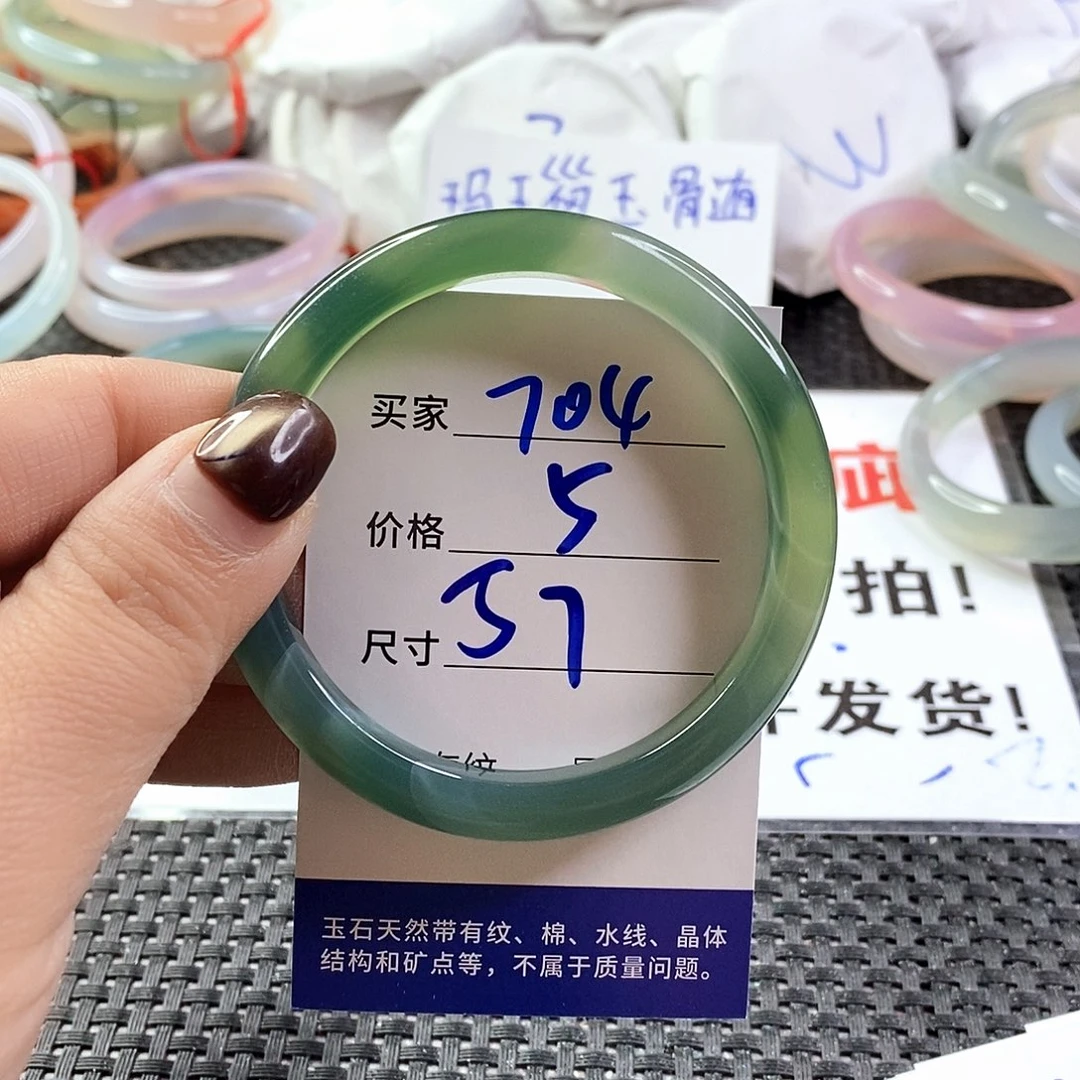 玛瑙玉骨随
买家 704
价格 5
尺寸 57
拍!
发货!
玉石天然带有纹、棉、水线、晶体
结构和矿点等，不属于质量问题。